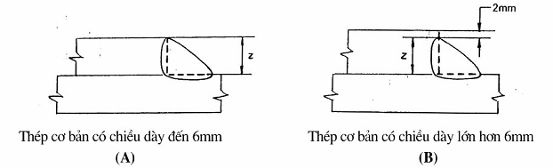 2mm
z
z
Thép cơ bản có chiều dày đến 6mm
(A)
Thép cơ bản có chiều dày lớn hơn 6mm
(B)